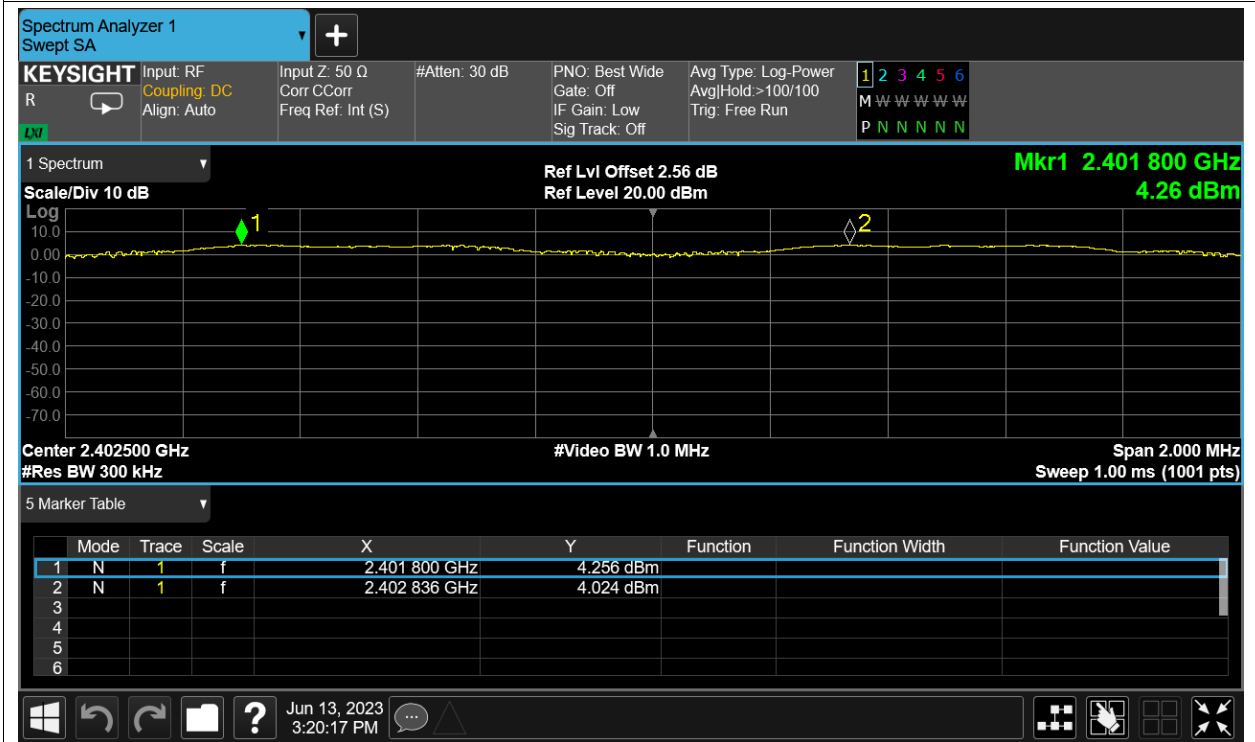 Spectrum Analyzer 1
Swept SA
+
KEYSIGHT Input: RF Input Z: 50 Ω #Atten: 30 dB PNO: Best Wide Avg Type: Log-Power 1 2 3 4 5 6
R Coupling: DC Corr CCorr Gate: Off Avg|Hold:>100/100 M W W W W W
Align: Auto Freq Ref: Int (S) IF Gain: Low Trig: Free Run
LXI Sig Track: Off P N N N N N
1 Spectrum Ref Lvl Offset 2.56 dB Mkr1 2.401 800 GHz
Scale/Div 10 dB Ref Level 20.00 dBm 4.26 dBm
Log
1 2
10.0
0.00
-10.0
-20.0
-30.0
-40.0
-50.0
-60.0
-70.0
Center 2.402500 GHz #Video BW 1.0 MHz Span 2.000 MHz
#Res BW 300 kHz Sweep 1.00 ms (1001 pts)
5 Marker Table
Mode Trace Scale X Y Function Function Width Function Value
1 N 1 f 2.401 800 GHz 4.256 dBm
2 N 1 f 2.402 836 GHz 4.024 dBm
3
4
5
6
? Jun 13, 2023
3:20:17 PM